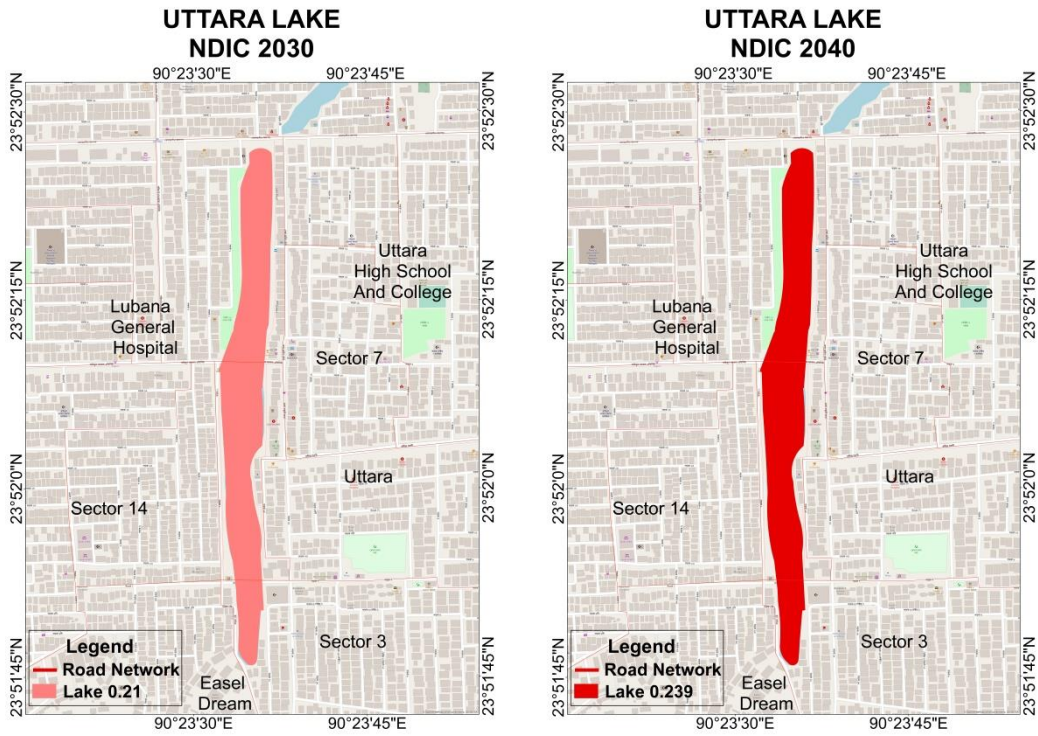 UTTARA LAKE
NDIC 2030
90°23'30"E
90°23'45"E
23°52'30"N
23°52'30"N
23°52'15"N
23°52'15"N
23°52'0"N
23°52'0"N
23°51'45"N
23°51'45"N
Uttara
High School
And College
Lubana
General
Hospital
Sector 7
Uttara
Sector 14
Sector 3
Easel
Dream
Legend
Road Network
Lake 0.21
90°23'30"E
90°23'45"E
UTTARA LAKE
NDIC 2040
90°23'30"E
90°23'45"E
23°52'30"N
23°52'30"N
23°52'15"N
23°52'15"N
23°52'0"N
23°52'0"N
23°51'45"N
23°51'45"N
Uttara
High School
And College
Lubana
General
Hospital
Sector 7
Uttara
Sector 14
Sector 3
Easel
Dream
Legend
Road Network
Lake 0.239
90°23'30"E
90°23'45"E